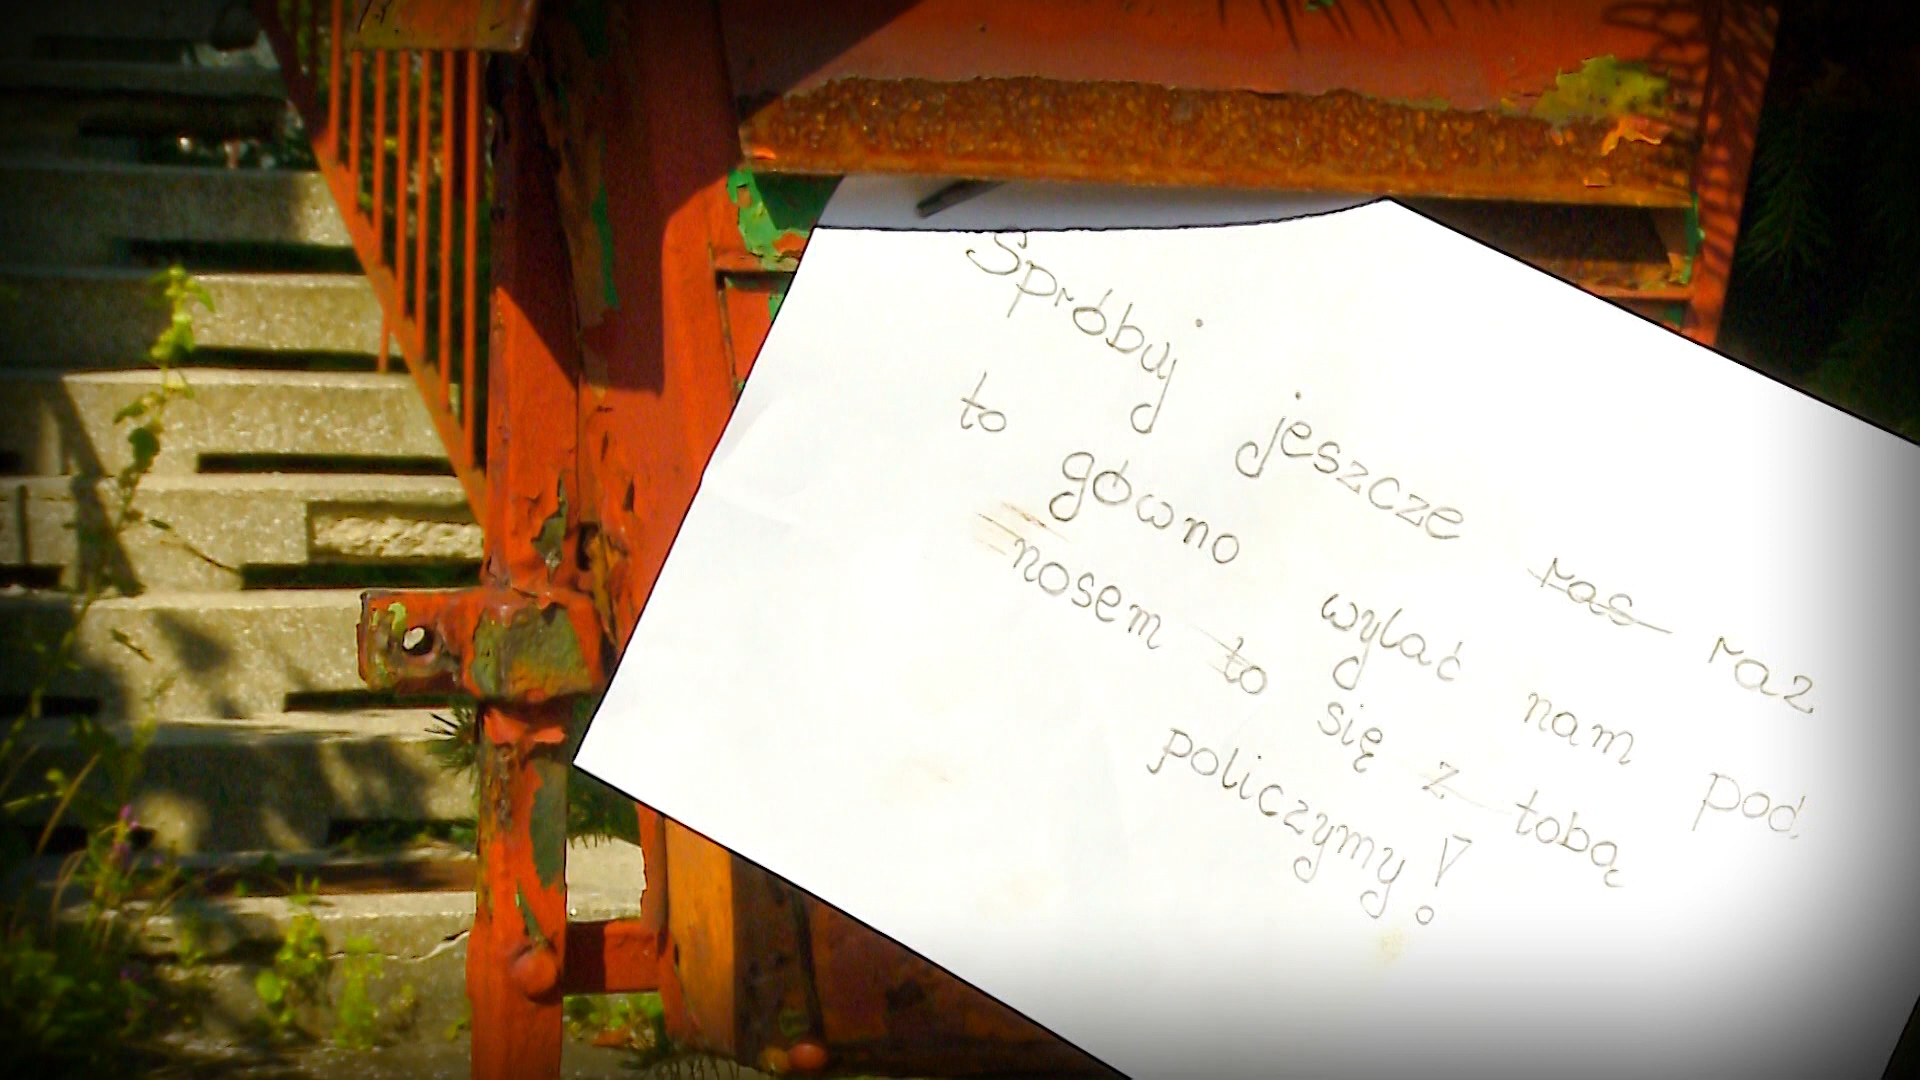 Spróbuj jeszcze ras raz
to gówno wylać nam pod
nosem to się z tobą
policzymy!